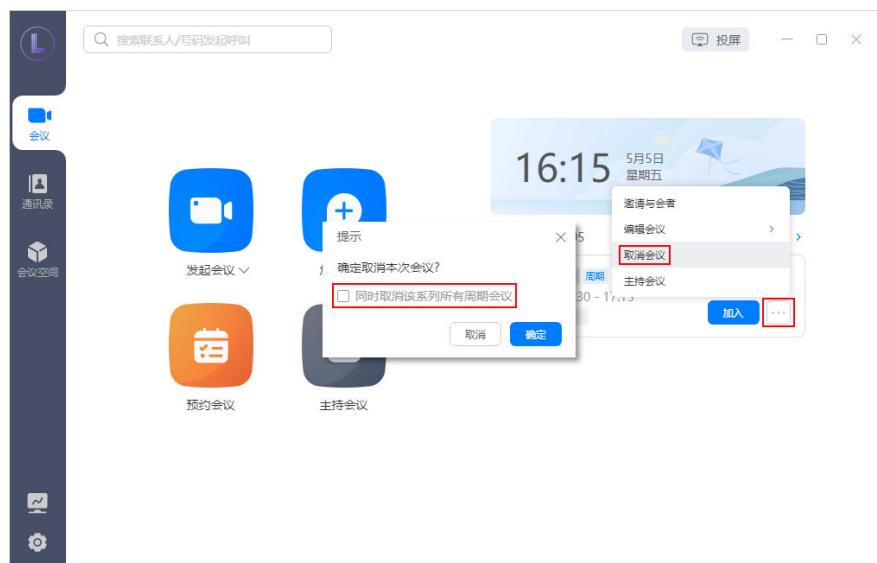 搜索联系人/号码发起呼叫
投屏
会议
通讯录
会议空间
16:15
5月5日
星期五
邀请与会者
编辑会议
取消会议
主持会议
提示
确定取消本次会议?
同时取消该系列所有周期会议
取消
确定
周期
加入
发起会议
预约会议
主持会议